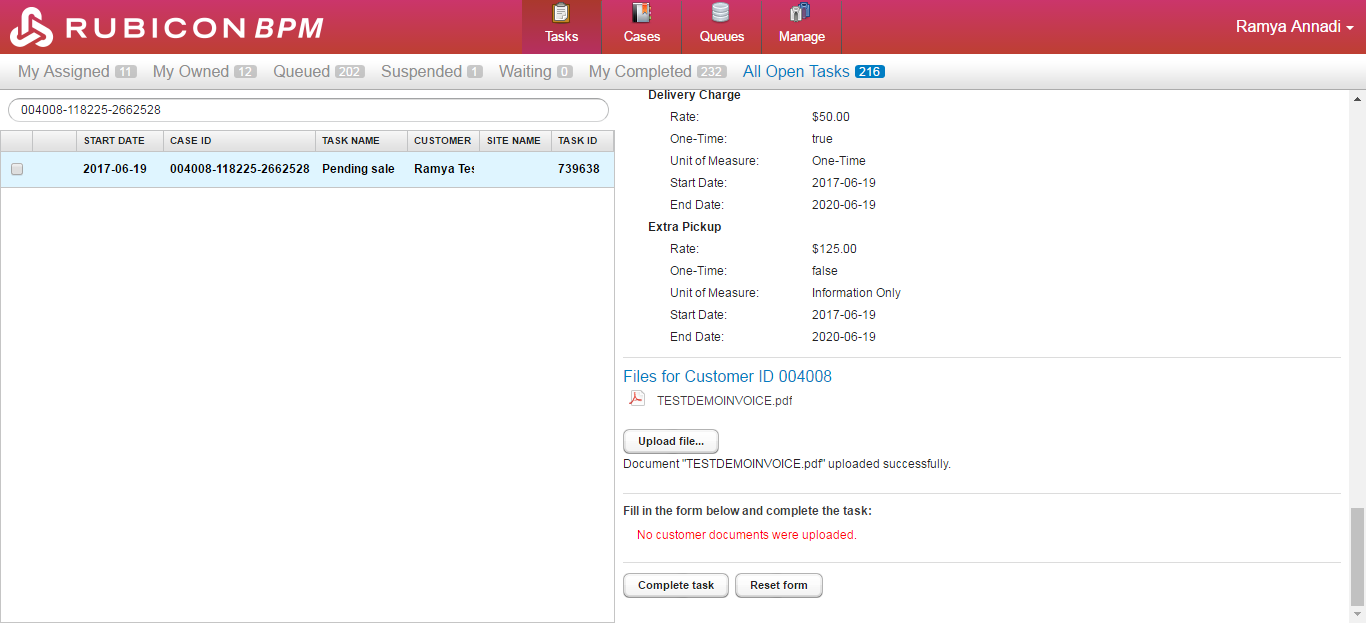 RUBICON BPM
Tasks
Cases
Queues
Manage
Ramya Annadi
My Assigned 11 My Owned 12 Queued 202 Suspended 1 Waiting 0 My Completed 232 All Open Tasks 216
004008-118225-2662528
START DATE CASE ID TASK NAME CUSTOMER SITE NAME TASK ID
2017-06-19 004008-118225-2662528 Pending sale Ramya Tes 739638
Delivery Charge
Rate: $50.00
One-Time: true
Unit of Measure: One-Time
Start Date: 2017-06-19
End Date: 2020-06-19
Extra Pickup
Rate: $125.00
One-Time: false
Unit of Measure: Information Only
Start Date: 2017-06-19
End Date: 2020-06-19
Files for Customer ID 004008
TESTDEMOINVOICE.pdf
Upload file...
Document "TESTDEMOINVOICE.pdf" uploaded successfully.
Fill in the form below and complete the task:
No customer documents were uploaded.
Complete task Reset form